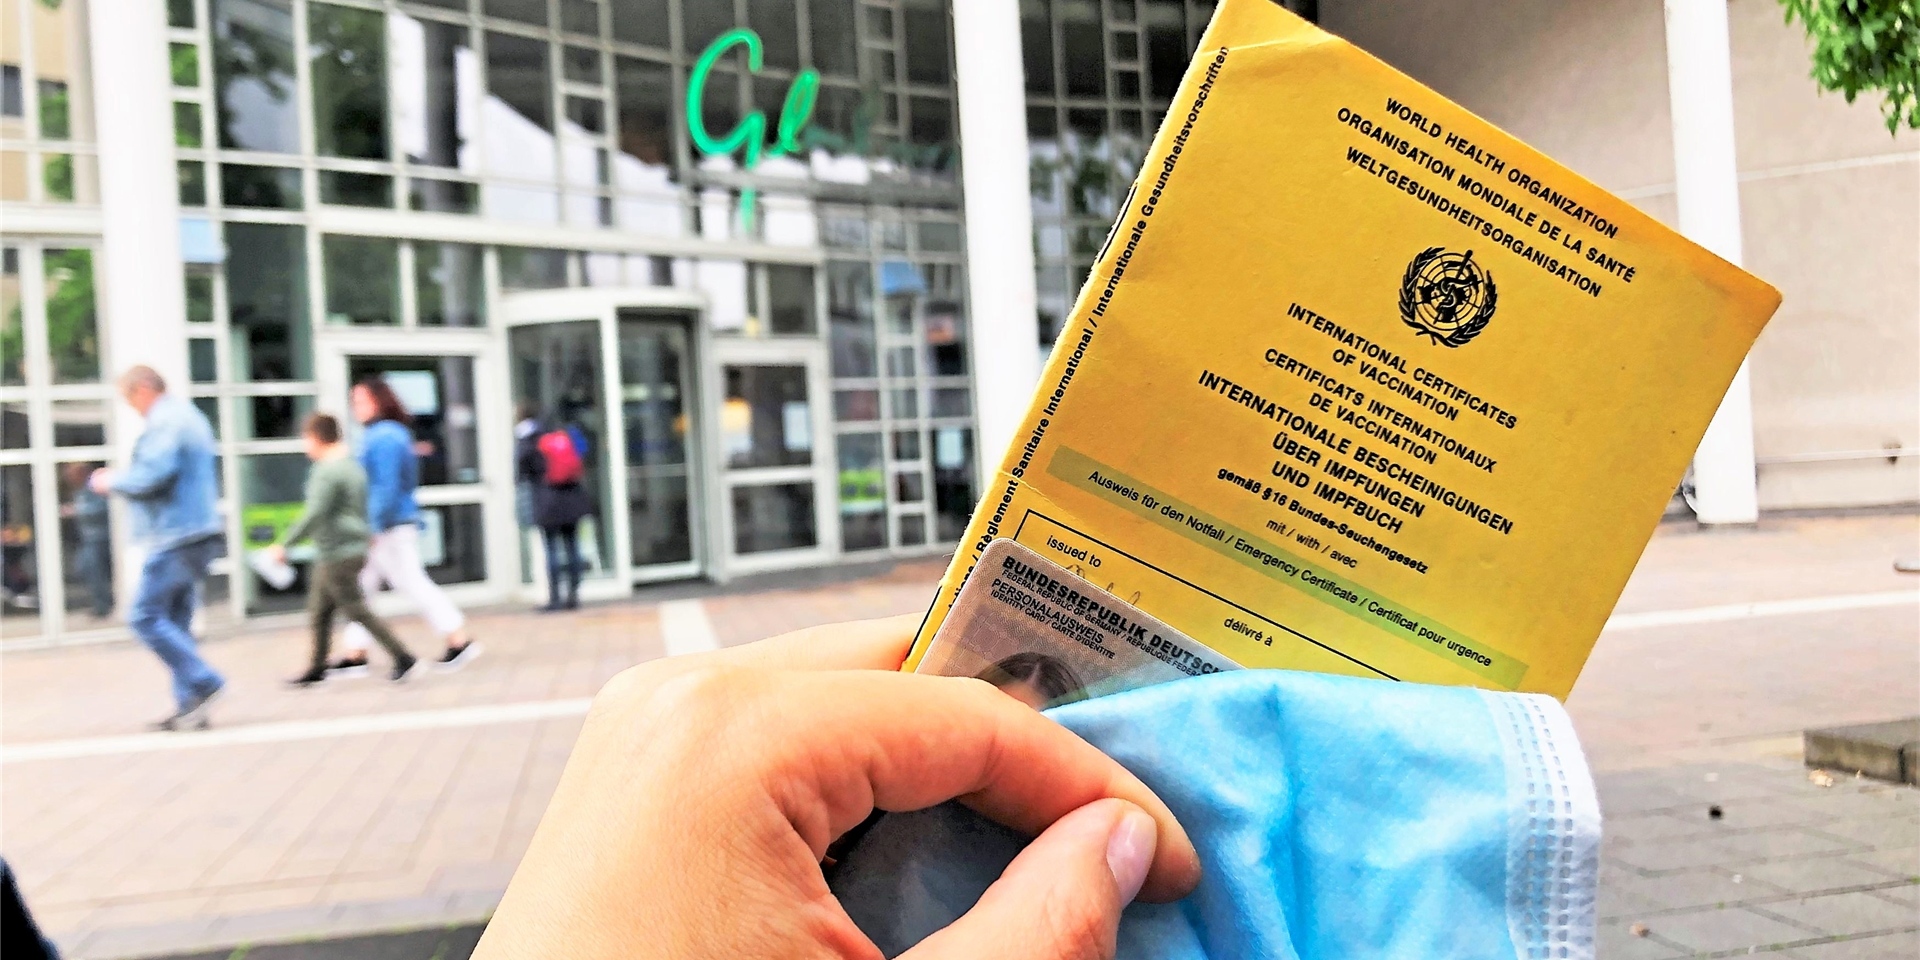 WORLD HEALTH ORGANIZATION
ORGANISATION MONDIALE DE LA SANTÉ
WELTGESUNDHEITSORGANISATION
INTERNATIONAL CERTIFICATES
OF VACCINATION
CERTIFICATS INTERNATIONAUX
DE VACCINATION
INTERNATIONALE BESCHEINIGUNGEN
ÜBER IMPFUNGEN
UND IMPFBUCH
gemäß § 16 Bundes-Seuchengesetz
mit / with / avec
Ausweis für den Notfall / Emergency Certificate / Certificat pour urgence
issued to
délivré à
/ Règlement Sanitaire International / Internationale Gesundheitsvorschriften
BUNDESREPUBLIK DEUTSC
FEDERAL REPUBLIC OF GERMANY / RÉPUBLIQUE FÉDÉR
PERSONALAUSWEIS
IDENTITY CARD / CARTE D'IDENTITÉ